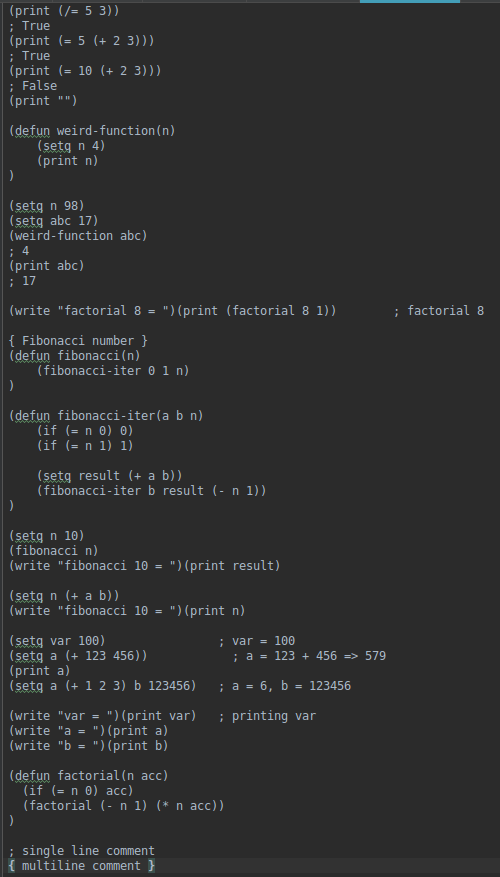 (print (/= 5 3))
; True
(print (= 5 (+ 2 3)))
; True
(print (= 10 (+ 2 3)))
; False
(print "")
(defun weird-function(n)
(setq n 4)
(print n)
)
(setq n 98)
(setq abc 17)
(weird-function abc)
; 4
(print abc)
; 17
(write "factorial 8 = ")(print (factorial 8 1)) ; factorial 8
{ Fibonacci number }
(defun fibonacci(n)
(fibonacci-iter 0 1 n)
)
(defun fibonacci-iter(a b n)
(if (= n 0) 0)
(if (= n 1) 1)
(setq result (+ a b))
(fibonacci-iter b result (- n 1))
)
(setq n 10)
(fibonacci n)
(write "fibonacci 10 = ")(print result)
(setq n (+ a b))
(write "fibonacci 10 = ")(print n)
(setq var 100) ; var = 100
(setq a (+ 123 456)) ; a = 123 + 456 => 579
(print a)
(setq a (+ 1 2 3) b 123456) ; a = 6, b = 123456
(write "var = ")(print var) ; printing var
(write "a = ")(print a)
(write "b = ")(print b)
(defun factorial(n acc)
(if (= n 0) acc)
(factorial (- n 1) (* n acc))
)
; single line comment
{ multiline comment }